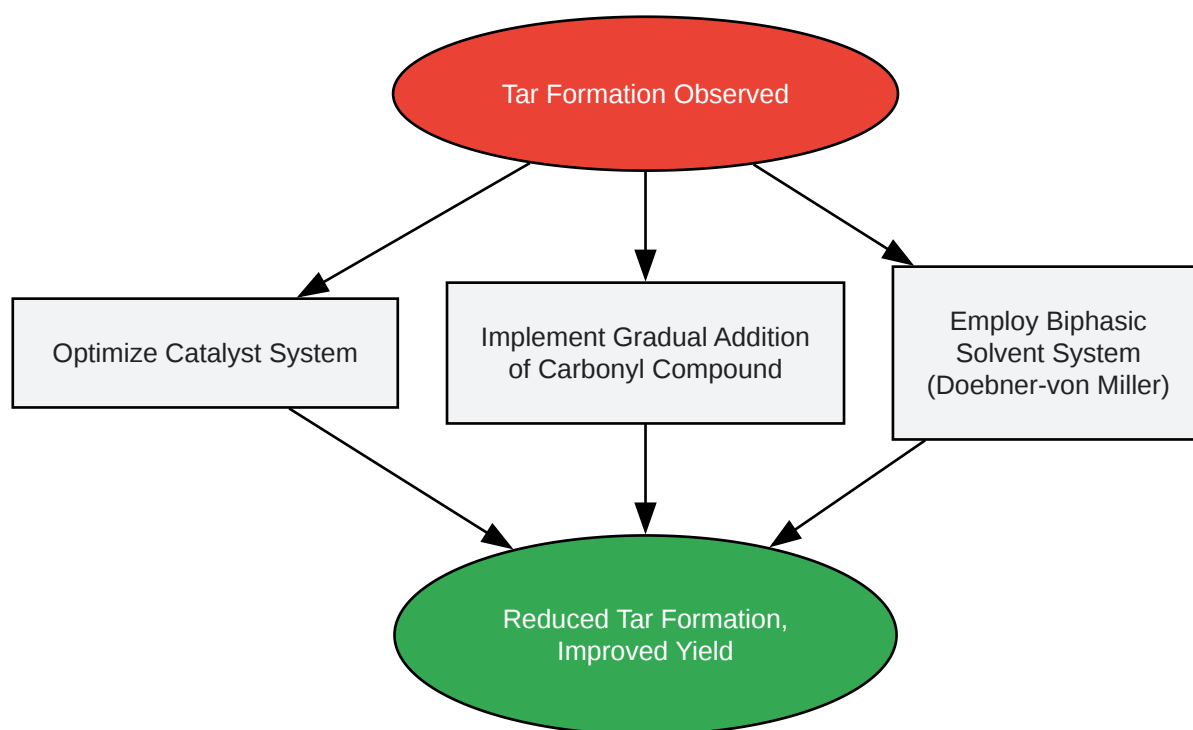 Tar Formation Observed
Optimize Catalyst System
Implement Gradual Addition
of Carbonyl Compound
Employ Biphasic
Solvent System
(Doebner-von Miller)
Reduced Tar Formation,
Improved Yield